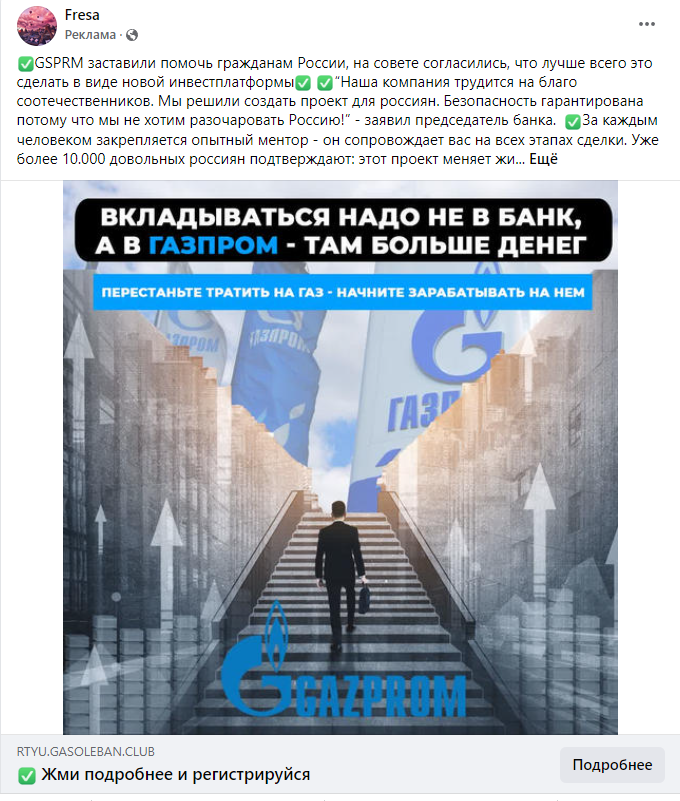 Fresa
Реклама ·
✅GSPRM заставили помочь гражданам России, на совете согласились, что лучше всего это
сделать в виде новой инвестплатформы✅ ✅"Наша компания трудится на благо
соотечественников. Мы решили создать проект для россиян. Безопасность гарантирована
потому что мы не хотим разочаровать Россию!" - заявил председатель банка. ✅За каждым
человеком закрепляется опытный ментор - он сопровождает вас на всех этапах сделки. Уже
более 10.000 довольных россиян подтверждают: этот проект меняет жи... Ещё
ВКЛАДЫВАТЬСЯ НАДО НЕ В БАНК,
А В ГАЗПРОМ - ТАМ БОЛЬШЕ ДЕНЕГ
ПЕРЕСТАНЬТЕ ТРАТИТЬ НА ГАЗ - НАЧНИТЕ ЗАРАБАТЫВАТЬ НА НЕМ
ГАЗПРОМ
ГАЗП
GAZPROM
RTYU.GASOLEBAN.CLUB
✅ Жми подробнее и регистрируйся
Подробнее